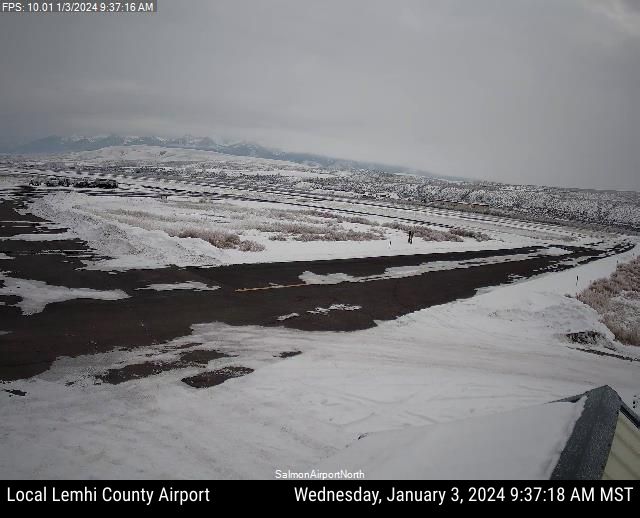 FPS: 10.01 1/3/2024 9:37:16 AM
SalmonAirportNorth
Local Lemhi County Airport Wednesday, January 3, 2024 9:37:18 AM MST